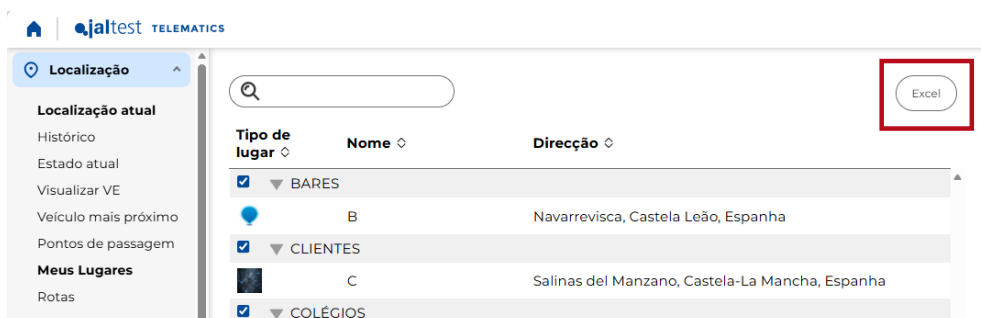 jaltest TELEMATICS
Localização
Localização atual
Histórico
Estado atual
Visualizar VE
Veículo mais próximo
Pontos de passagem
Meus Lugares
Rotas
Excel
Tipo de
lugar
Nome
Direcção
BARES
B
Navarrevisca, Castela Leão, Espanha
CLIENTES
C
Salinas del Manzano, Castela-La Mancha, Espanha
COLÉGIOS